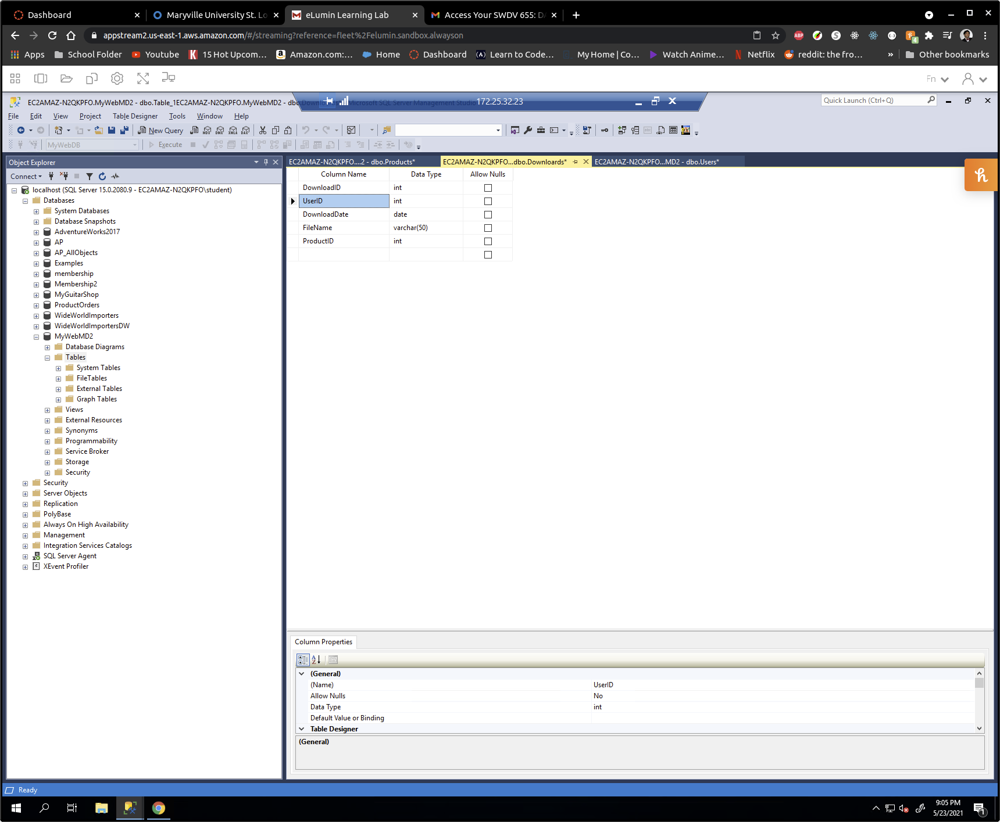 Dashboard
Maryville University St. Lo
eLumin Learning Lab
Access Your SWDV 655: DA
appstream2.us-east-1.aws.amazon.com/#/streaming?reference=fleet%2Felumin.sandbox.alwayson
ABP
4
Apps
School Folder
YouTube
15 Hot Upcom...
Amazon.com:...
Home
Dashboard
Learn to Code...
My Home | Co...
Watch Anime...
Netflix
reddit: the fro...
»
Other bookmarks
Fn
EC2AMAZ-N2QKPFO.MyWebMD2 - dbo.Table_1EC2AMAZ-N2QKPFO.MyWebMD2 - dbo.Downloards* - Microsoft SQL Server Management Studio
172.25.32.23
Quick Launch (Ctrl+Q)
File Edit View Project Table Designer Tools Window Help
New Query
MDX DMX XMLA DAX
MyWebDB
Execute
Object Explorer
EC2AMAZ-N2QKPFO....2 - dbo.Products*
EC2AMAZ-N2QKPFO...dbo.Downloards*
EC2AMAZ-N2QKPFO...MD2 - dbo.Users*
Connect
Column Name Data Type Allow Nulls
DownloadID int
UserID int
DownloadDate date
FileName varchar(50)
ProductID int
localhost (SQL Server 15.0.2080.9 - EC2AMAZ-N2QKPFO\student)
Databases
System Databases
Database Snapshots
AdventureWorks2017
AP
AP_AllObjects
Examples
membership
Membership2
MyGuitarShop
ProductOrders
WideWorldImporters
WideWorldImportersDW
MyWebMD2
Database Diagrams
Tables
System Tables
FileTables
External Tables
Graph Tables
Views
External Resources
Synonyms
Programmability
Service Broker
Storage
Security
Security
Server Objects
Replication
PolyBase
Always On High Availability
Management
Integration Services Catalogs
SQL Server Agent
XEvent Profiler
Column Properties
(General)
(Name) UserID
Allow Nulls No
Data Type int
Default Value or Binding
Table Designer
(General)
Ready
9:05 PM
5/23/2021
1